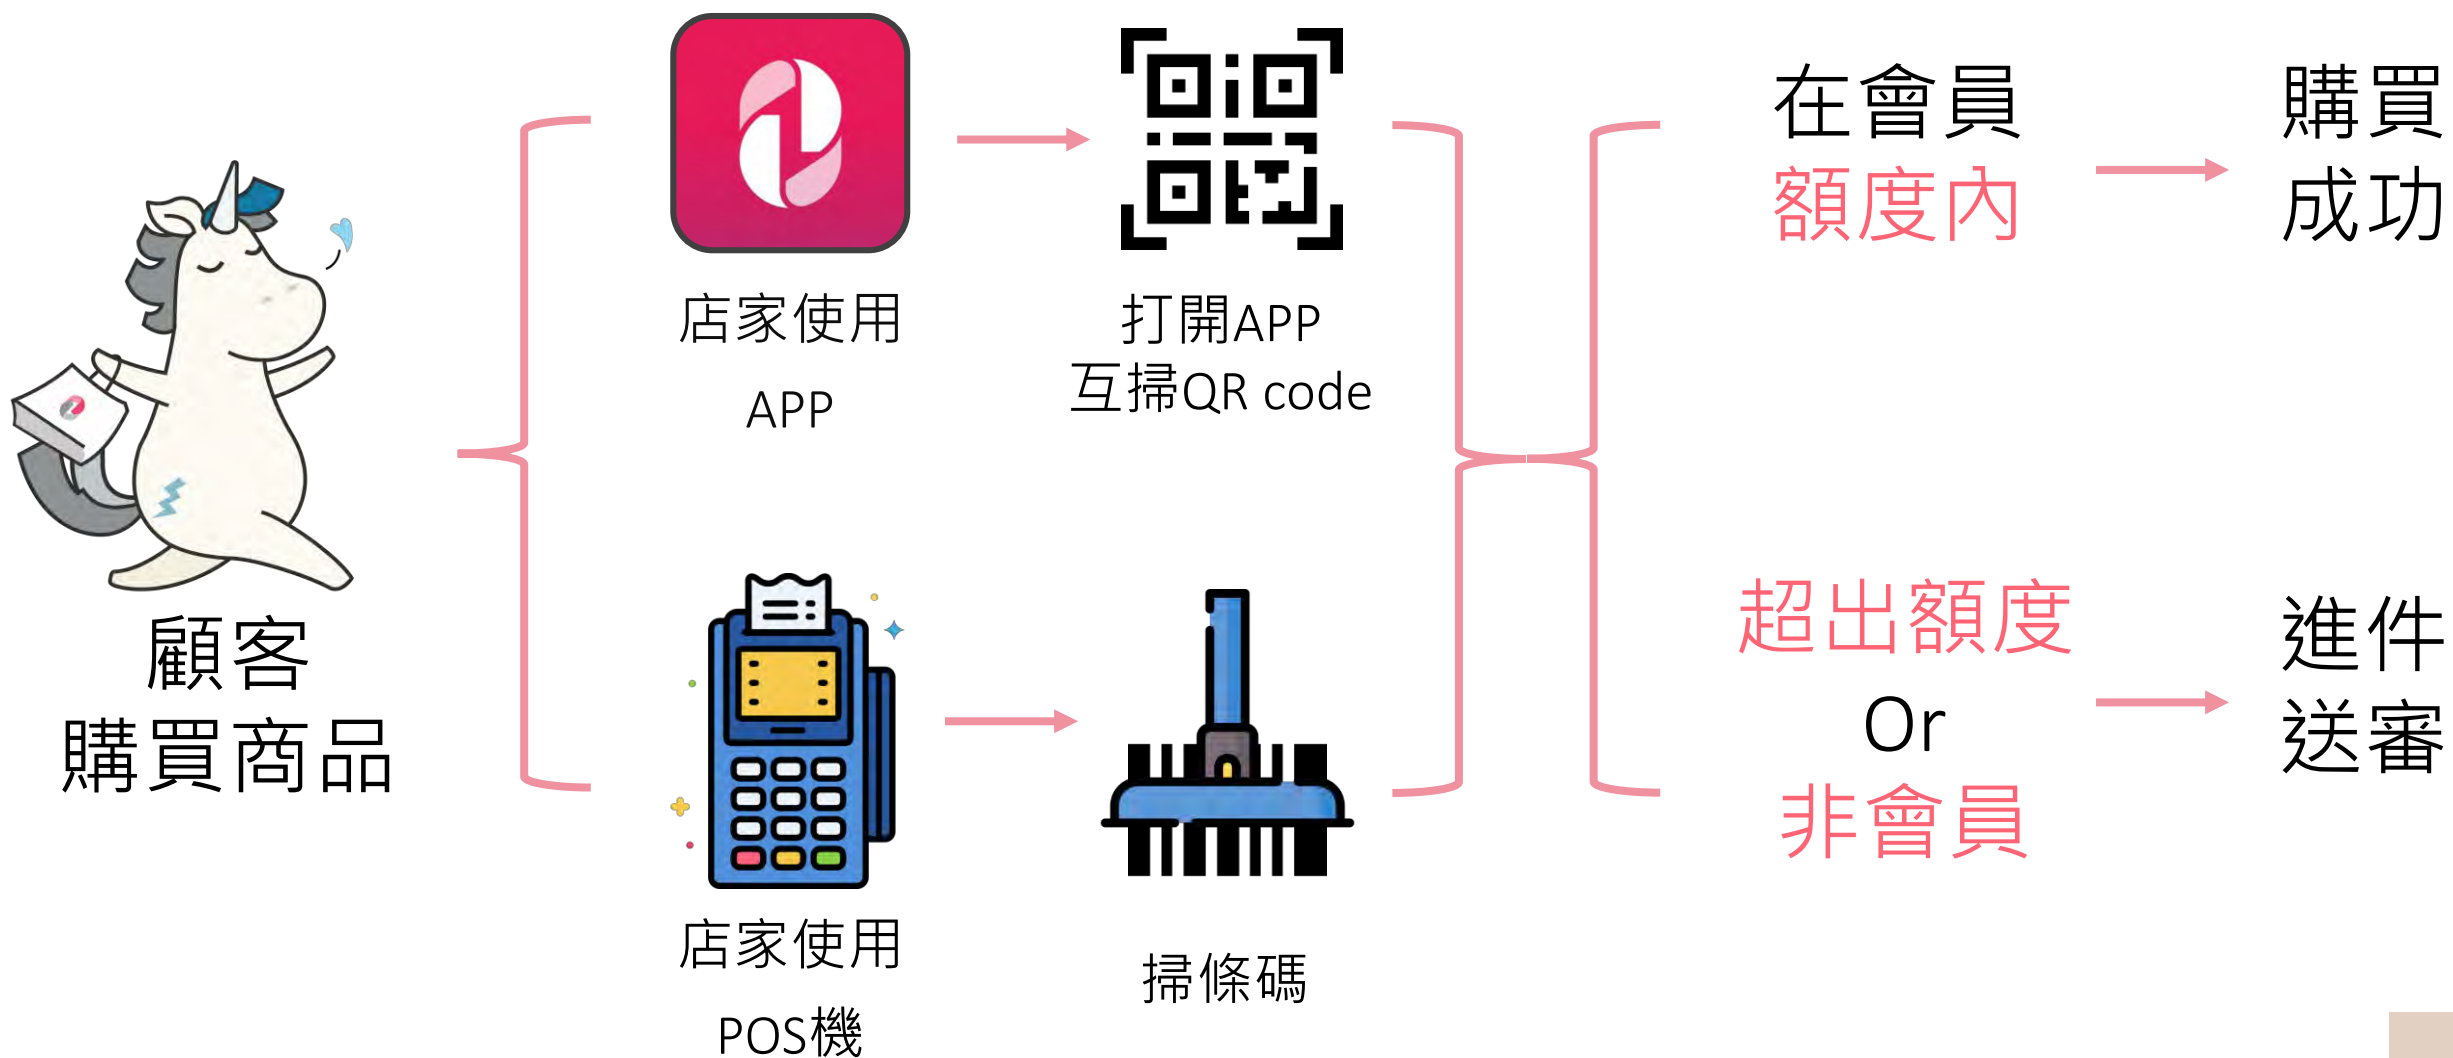 顧客
購買商品
店家使用
APP
打開APP
互掃QR code
店家使用
POS機
掃條碼
在會員
額度內
購買
成功
超出額度
Or
非會員
進件
送審